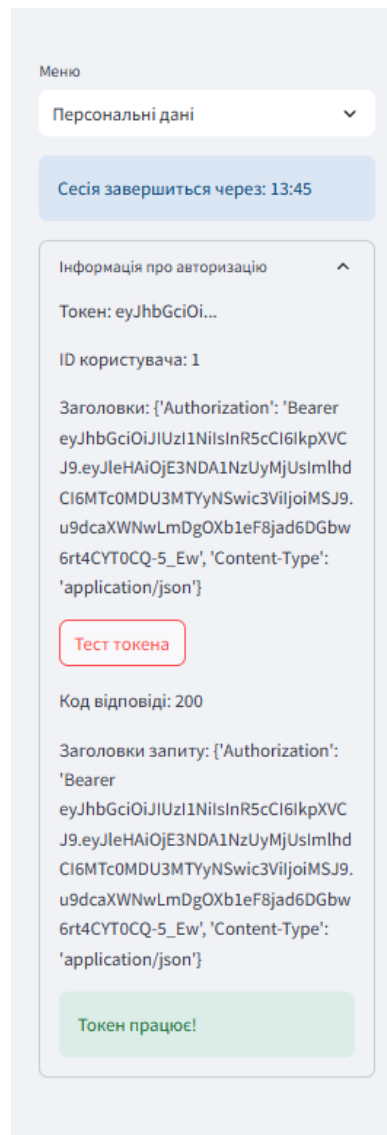 Меню
Персональні дані
Сесія завершиться через: 13:45
Інформація про авторизацію
Токен: eyJhbGciOi...
ID користувача: 1
Заголовки: {'Authorization': 'Bearer
eyJhbGciOiJIUzI1NiIsInR5cCI6IkpXVC
J9.eyJleHAiOjE3NDA1NzUyMjUsImlhd
CI6MTc0MDU3MTYyNSwic3ViIjoiMSJ9.
u9dcaXWNwLmDgOXb1eF8jad6DGbw
6rt4CYT0CQ-5_Ew', 'Content-Type':
'application/json'}
Тест токена
Код відповіді: 200
Заголовки запиту: {'Authorization':
'Bearer
eyJhbGciOiJIUzI1NiIsInR5cCI6IkpXVC
J9.eyJleHAiOjE3NDA1NzUyMjUsImlhd
CI6MTc0MDU3MTYyNSwic3ViIjoiMSJ9.
u9dcaXWNwLmDgOXb1eF8jad6DGbw
6rt4CYT0CQ-5_Ew', 'Content-Type':
'application/json'}
Токен працює!